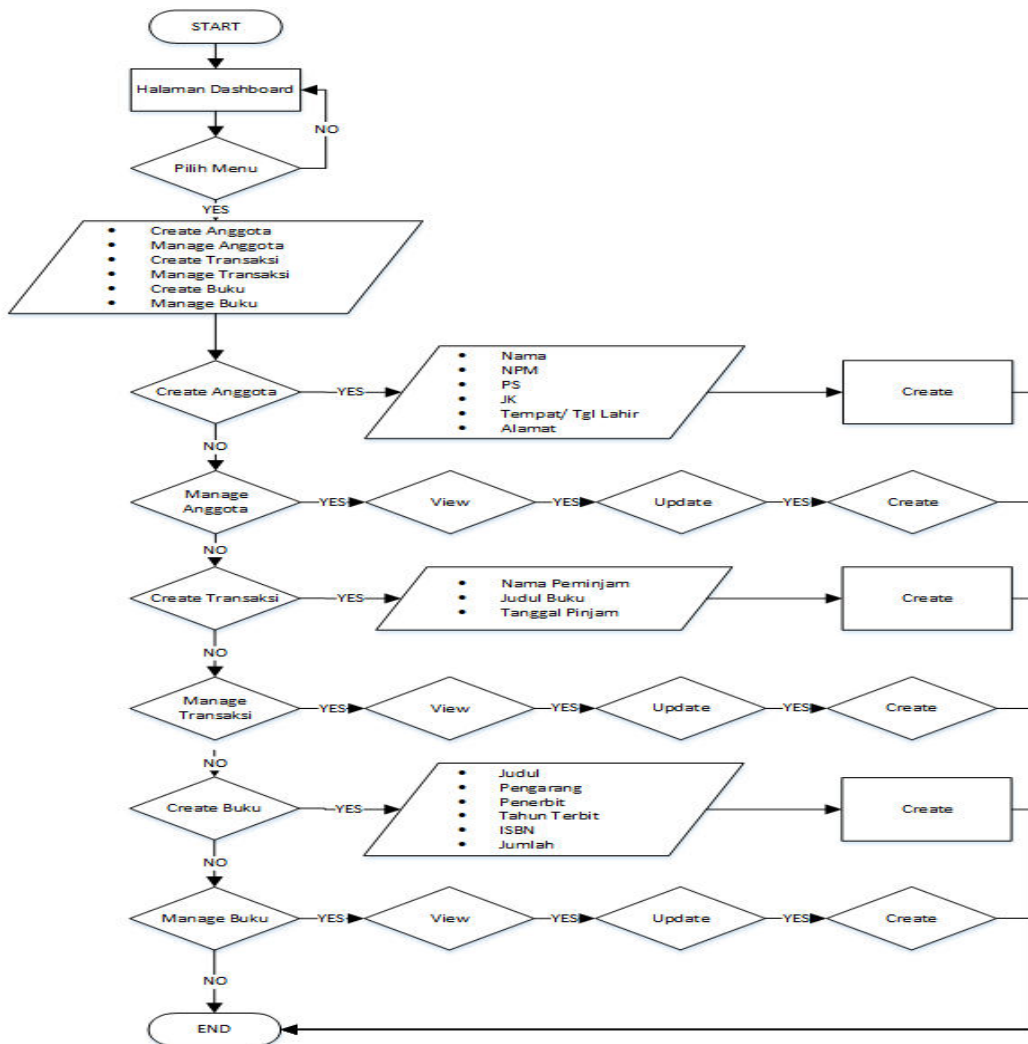 START
Halaman Dashboard
NO
Pilih Menu
YES
• Create Anggota
• Manage Anggota
• Create Transaksi
• Manage Transaksi
• Create Buku
• Manage Buku
Create Anggota
YES
• Nama
• NPM
• PS
• JK
• Tempat/ Tgl Lahir
• Alamat
Create
NO
Manage
Anggota
YES
View
YES
Update
YES
Create
NO
Create Transaksi
YES
• Nama Peminjam
• Judul Buku
• Tanggal Pinjam
Create
NO
Manage
Transaksi
YES
View
YES
Update
YES
Create
NO
Create Buku
YES
• Judul
• Pengarang
• Penerbit
• Tahun Terbit
• ISBN
• Jumlah
Create
NO
Manage Buku
YES
View
YES
Update
YES
Create
NO
END